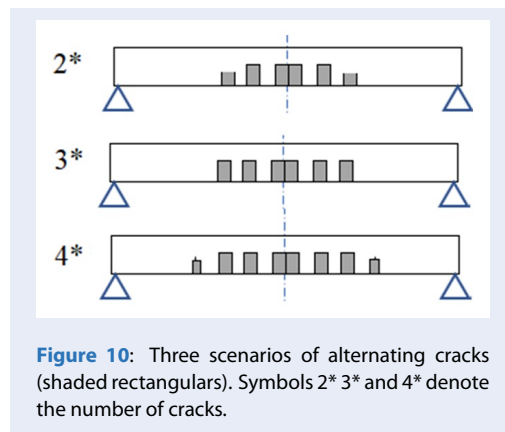 2*
3*
4*
Figure 10: Three scenarios of alternating cracks
(shaded rectangulars). Symbols 2* 3* and 4* denote
the number of cracks.